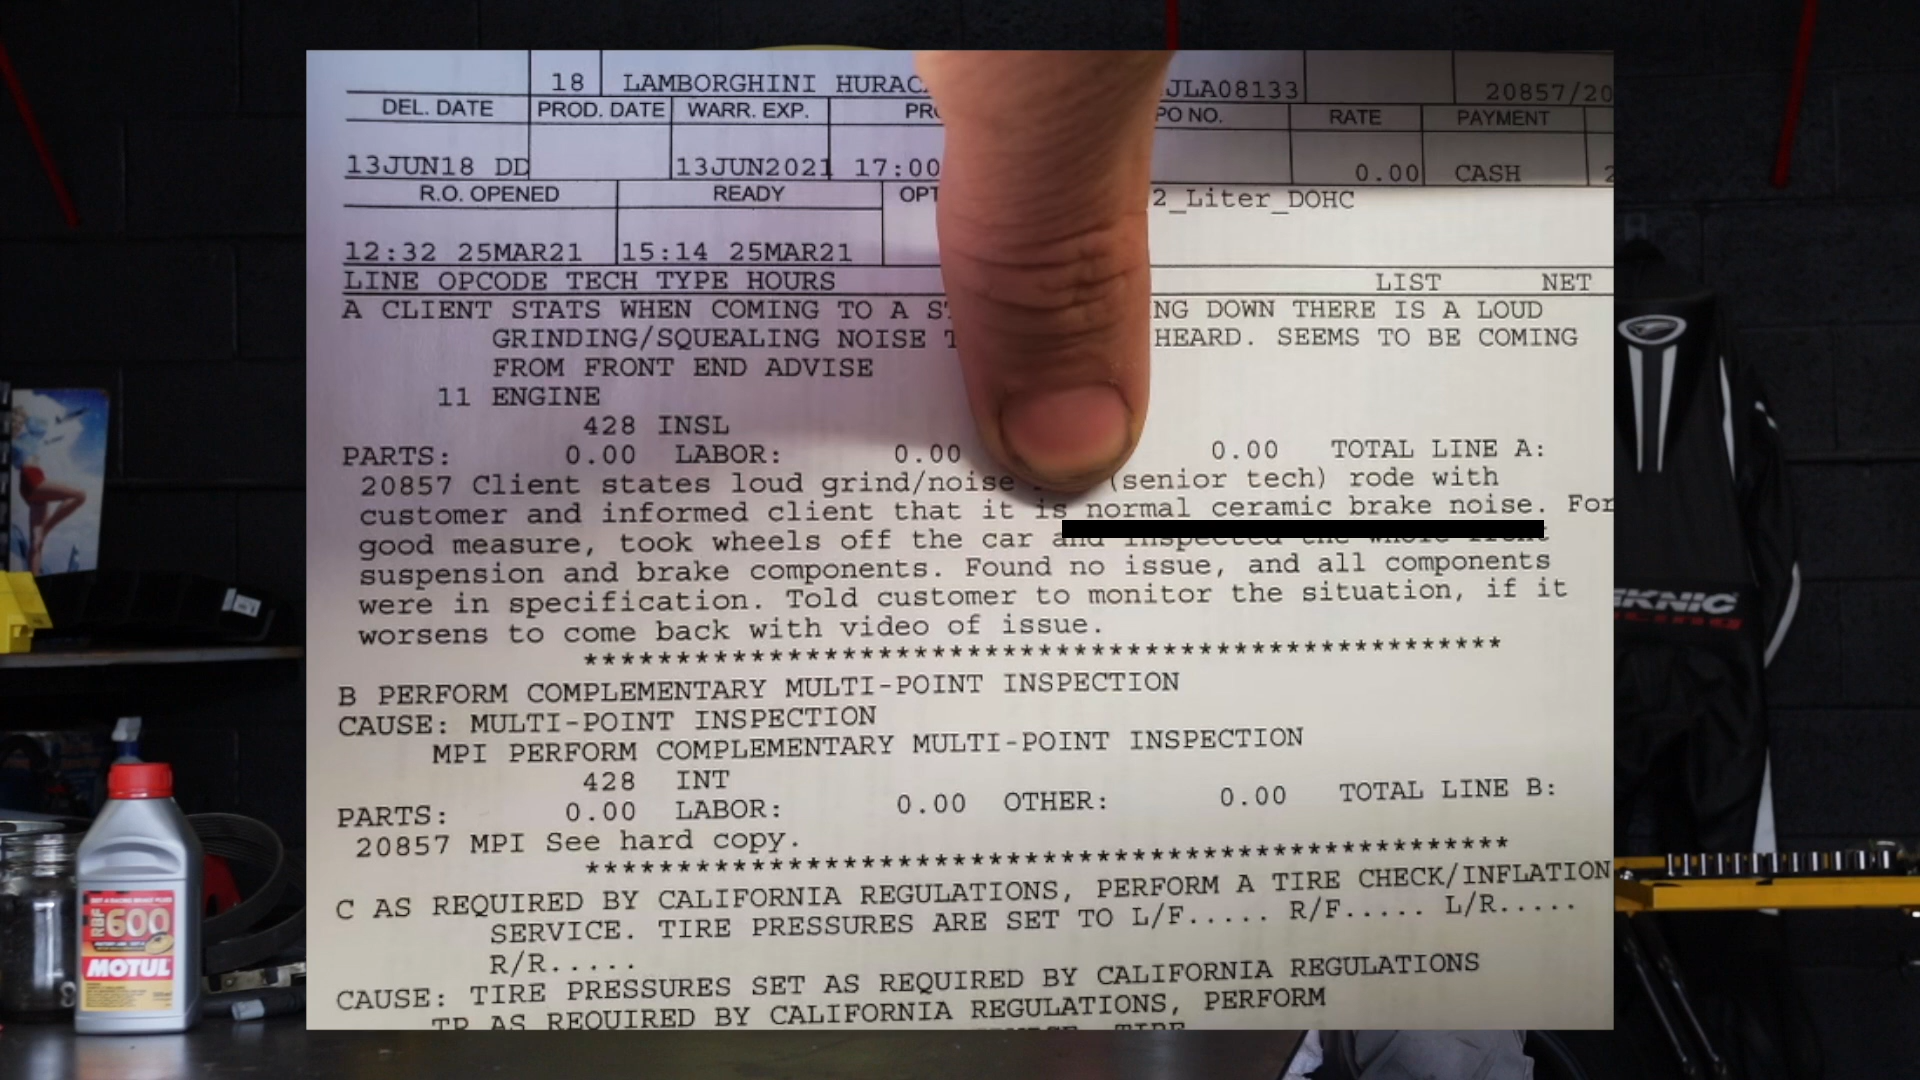 18 LAMBORGHINI JLA08133 20857/20
DEL. DATE PROD. DATE WARR. EXP. PO NO. RATE PAYMENT
13JUN18 DD 13JUN2021 17:00 0.00 CASH
R.O. OPENED READY 2_Liter_DOHC
12:32 25MAR21 15:14 25MAR21
LINE OPCODE TECH TYPE HOURS LIST NET
A CLIENT STATS WHEN COMING TO A DOWN THERE IS A LOUD
GRINDING/SQUEALING NOISE HEARD. SEEMS TO BE COMING
FROM FRONT END ADVISE
11 ENGINE
428 INSL
PARTS: 0.00 LABOR: 0.00 0.00 TOTAL LINE A:
20857 Client states loud grind/noise (senior tech) rode with
customer and informed client that it is normal ceramic brake noise. For
good measure, took wheels off the car and inspected the whole front
suspension and brake components. Found no issue, and all components
were in specification. Told customer to monitor the situation, if it
worsens to come back with video of issue.
**************************************************
B PERFORM COMPLEMENTARY MULTI-POINT INSPECTION
CAUSE: MULTI-POINT INSPECTION
MPI PERFORM COMPLEMENTARY MULTI-POINT INSPECTION
428 INT
PARTS: 0.00 LABOR: 0.00 OTHER: 0.00 TOTAL LINE B:
20857 MPI See hard copy.
**************************************************
C AS REQUIRED BY CALIFORNIA REGULATIONS, PERFORM A TIRE CHECK/INFLATION
SERVICE. TIRE PRESSURES ARE SET TO L/F..... R/F..... L/R.....
R/R.....
CAUSE: TIRE PRESSURES SET AS REQUIRED BY CALIFORNIA REGULATIONS
TP AS REQUIRED BY CALIFORNIA REGULATIONS, PERFORM
RBF
600
MOTUL